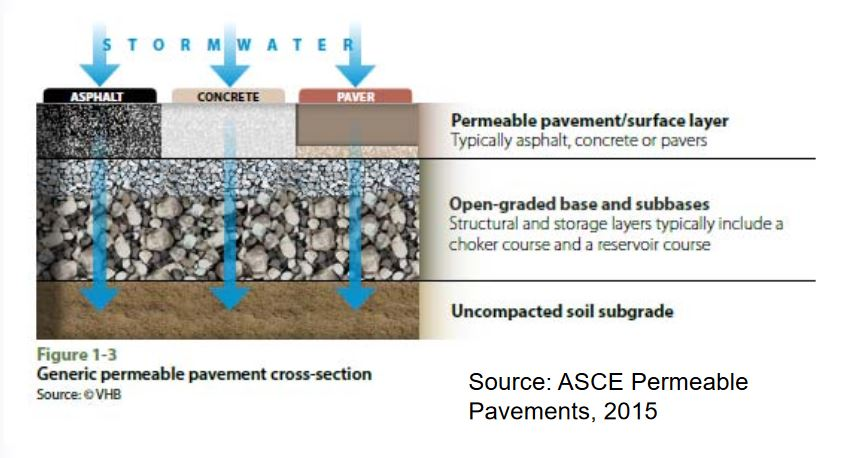 STORMWATER
ASPHALT CONCRETE PAVER
Permeable pavement/surface layer
Typically asphalt, concrete or pavers
Open-graded base and subbases
Structural and storage layers typically include a
choker course and a reservoir course
Uncompacted soil subgrade
Figure 1-3
Generic permeable pavement cross-section
Source: © VHB
Source: ASCE Permeable
Pavements, 2015